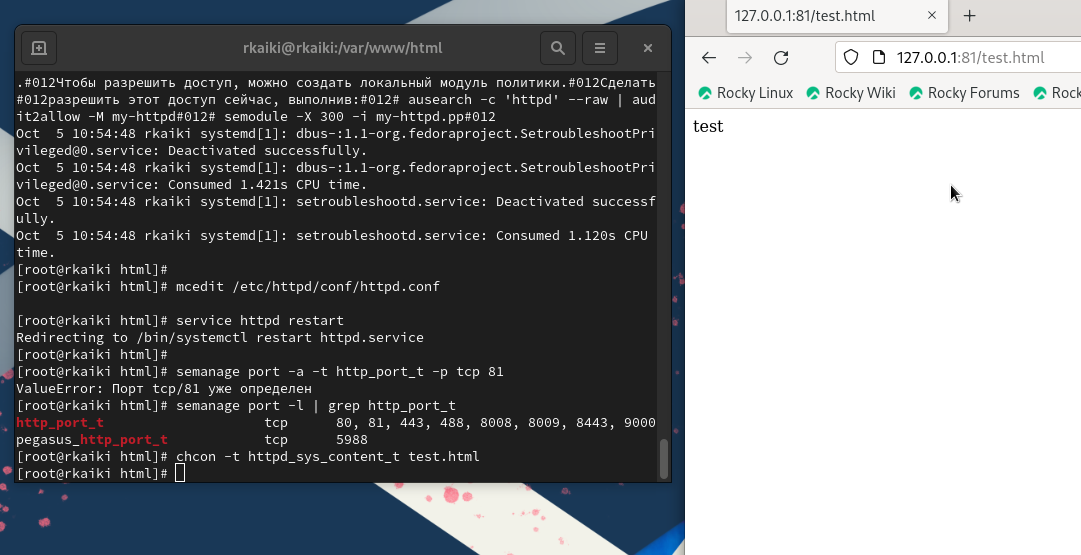 rkaiki@rkaiki:/var/www/html
.#012Чтобы разрешить доступ, можно создать локальный модуль политики.#012Сделать
#012разрешить этот доступ сейчас, выполнив:#012# ausearch -c 'httpd' --raw | aud
it2allow -M my-httpd#012# semodule -X 300 -i my-httpd.pp#012
Oct  5 10:54:48 rkaiki systemd[1]: dbus-:1.1-org.fedoraproject.SetroubleshootPri
vileged@0.service: Deactivated successfully.
Oct  5 10:54:48 rkaiki systemd[1]: dbus-:1.1-org.fedoraproject.SetroubleshootPri
vileged@0.service: Consumed 1.421s CPU time.
Oct  5 10:54:48 rkaiki systemd[1]: setroubleshootd.service: Deactivated successf
ully.
Oct  5 10:54:48 rkaiki systemd[1]: setroubleshootd.service: Consumed 1.120s CPU
time.
[root@rkaiki html]#
[root@rkaiki html]# mcedit /etc/httpd/conf/httpd.conf
[root@rkaiki html]# service httpd restart
Redirecting to /bin/systemctl restart httpd.service
[root@rkaiki html]#
[root@rkaiki html]# semanage port -a -t http_port_t -p tcp 81
ValueError: Порт tcp/81 уже определен
[root@rkaiki html]# semanage port -l | grep http_port_t
http_port_t                    tcp      80, 81, 443, 488, 8008, 8009, 8443, 9000
pegasus_http_port_t            tcp      5988
[root@rkaiki html]# chcon -t httpd_sys_content_t test.html
[root@rkaiki html]#
127.0.0.1:81/test.html
127.0.0.1:81/test.html
Rocky Linux Rocky Wiki Rocky Forums Rock
test